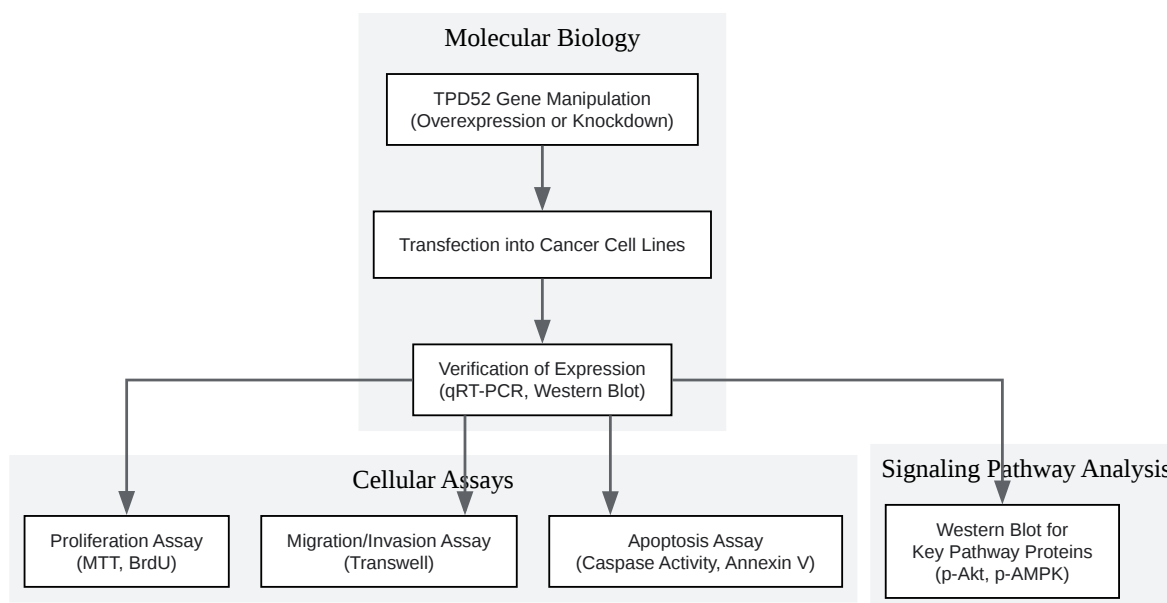 Molecular Biology
TPD52 Gene Manipulation
(Overexpression or Knockdown)
Transfection into Cancer Cell Lines
Verification of Expression
(qRT-PCR, Western Blot)
Cellular Assays
Proliferation Assay
(MTT, BrdU)
Migration/Invasion Assay
(Transwell)
Apoptosis Assay
(Caspase Activity, Annexin V)
Signaling Pathway Analysis
Western Blot for
Key Pathway Proteins
(p-Akt, p-AMPK)